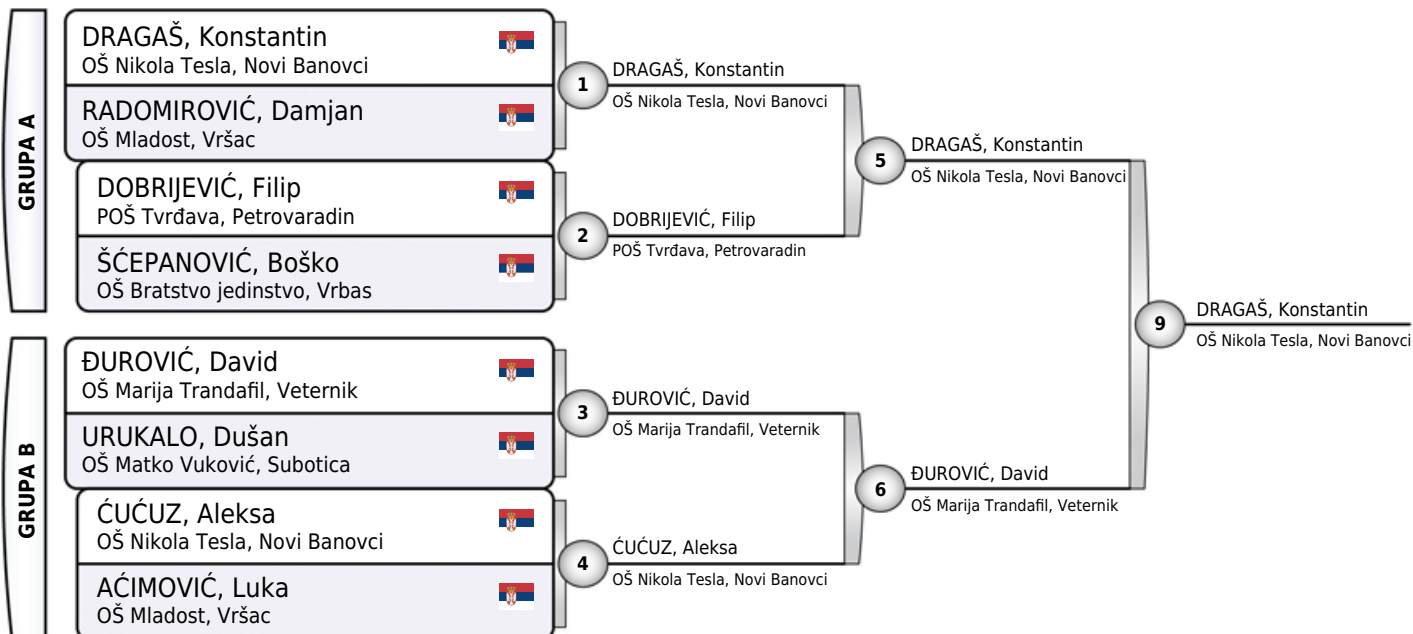 GRUPA A
DRAGAŠ, Konstantin
OŠ Nikola Tesla, Novi Banovci
RADOMIROVIĆ, Damjan
OŠ Mladost, Vršac
DOBRIJEVIĆ, Filip
POŠ Tvrđava, Petrovaradin
ŠĆEPANOVIĆ, Boško
OŠ Bratstvo jedinstvo, Vrbas
GRUPA B
ĐUROVIĆ, David
OŠ Marija Trandafil, Veternik
URUKALO, Dušan
OŠ Matko Vuković, Subotica
ĆUĆUZ, Aleksa
OŠ Nikola Tesla, Novi Banovci
AĆIMOVIĆ, Luka
OŠ Mladost, Vršac
1
DRAGAŠ, Konstantin
OŠ Nikola Tesla, Novi Banovci
2
DOBRIJEVIĆ, Filip
POŠ Tvrđava, Petrovaradin
3
ĐUROVIĆ, David
OŠ Marija Trandafil, Veternik
4
ĆUĆUZ, Aleksa
OŠ Nikola Tesla, Novi Banovci
5
DRAGAŠ, Konstantin
OŠ Nikola Tesla, Novi Banovci
6
ĐUROVIĆ, David
OŠ Marija Trandafil, Veternik
9
DRAGAŠ, Konstantin
OŠ Nikola Tesla, Novi Banovci